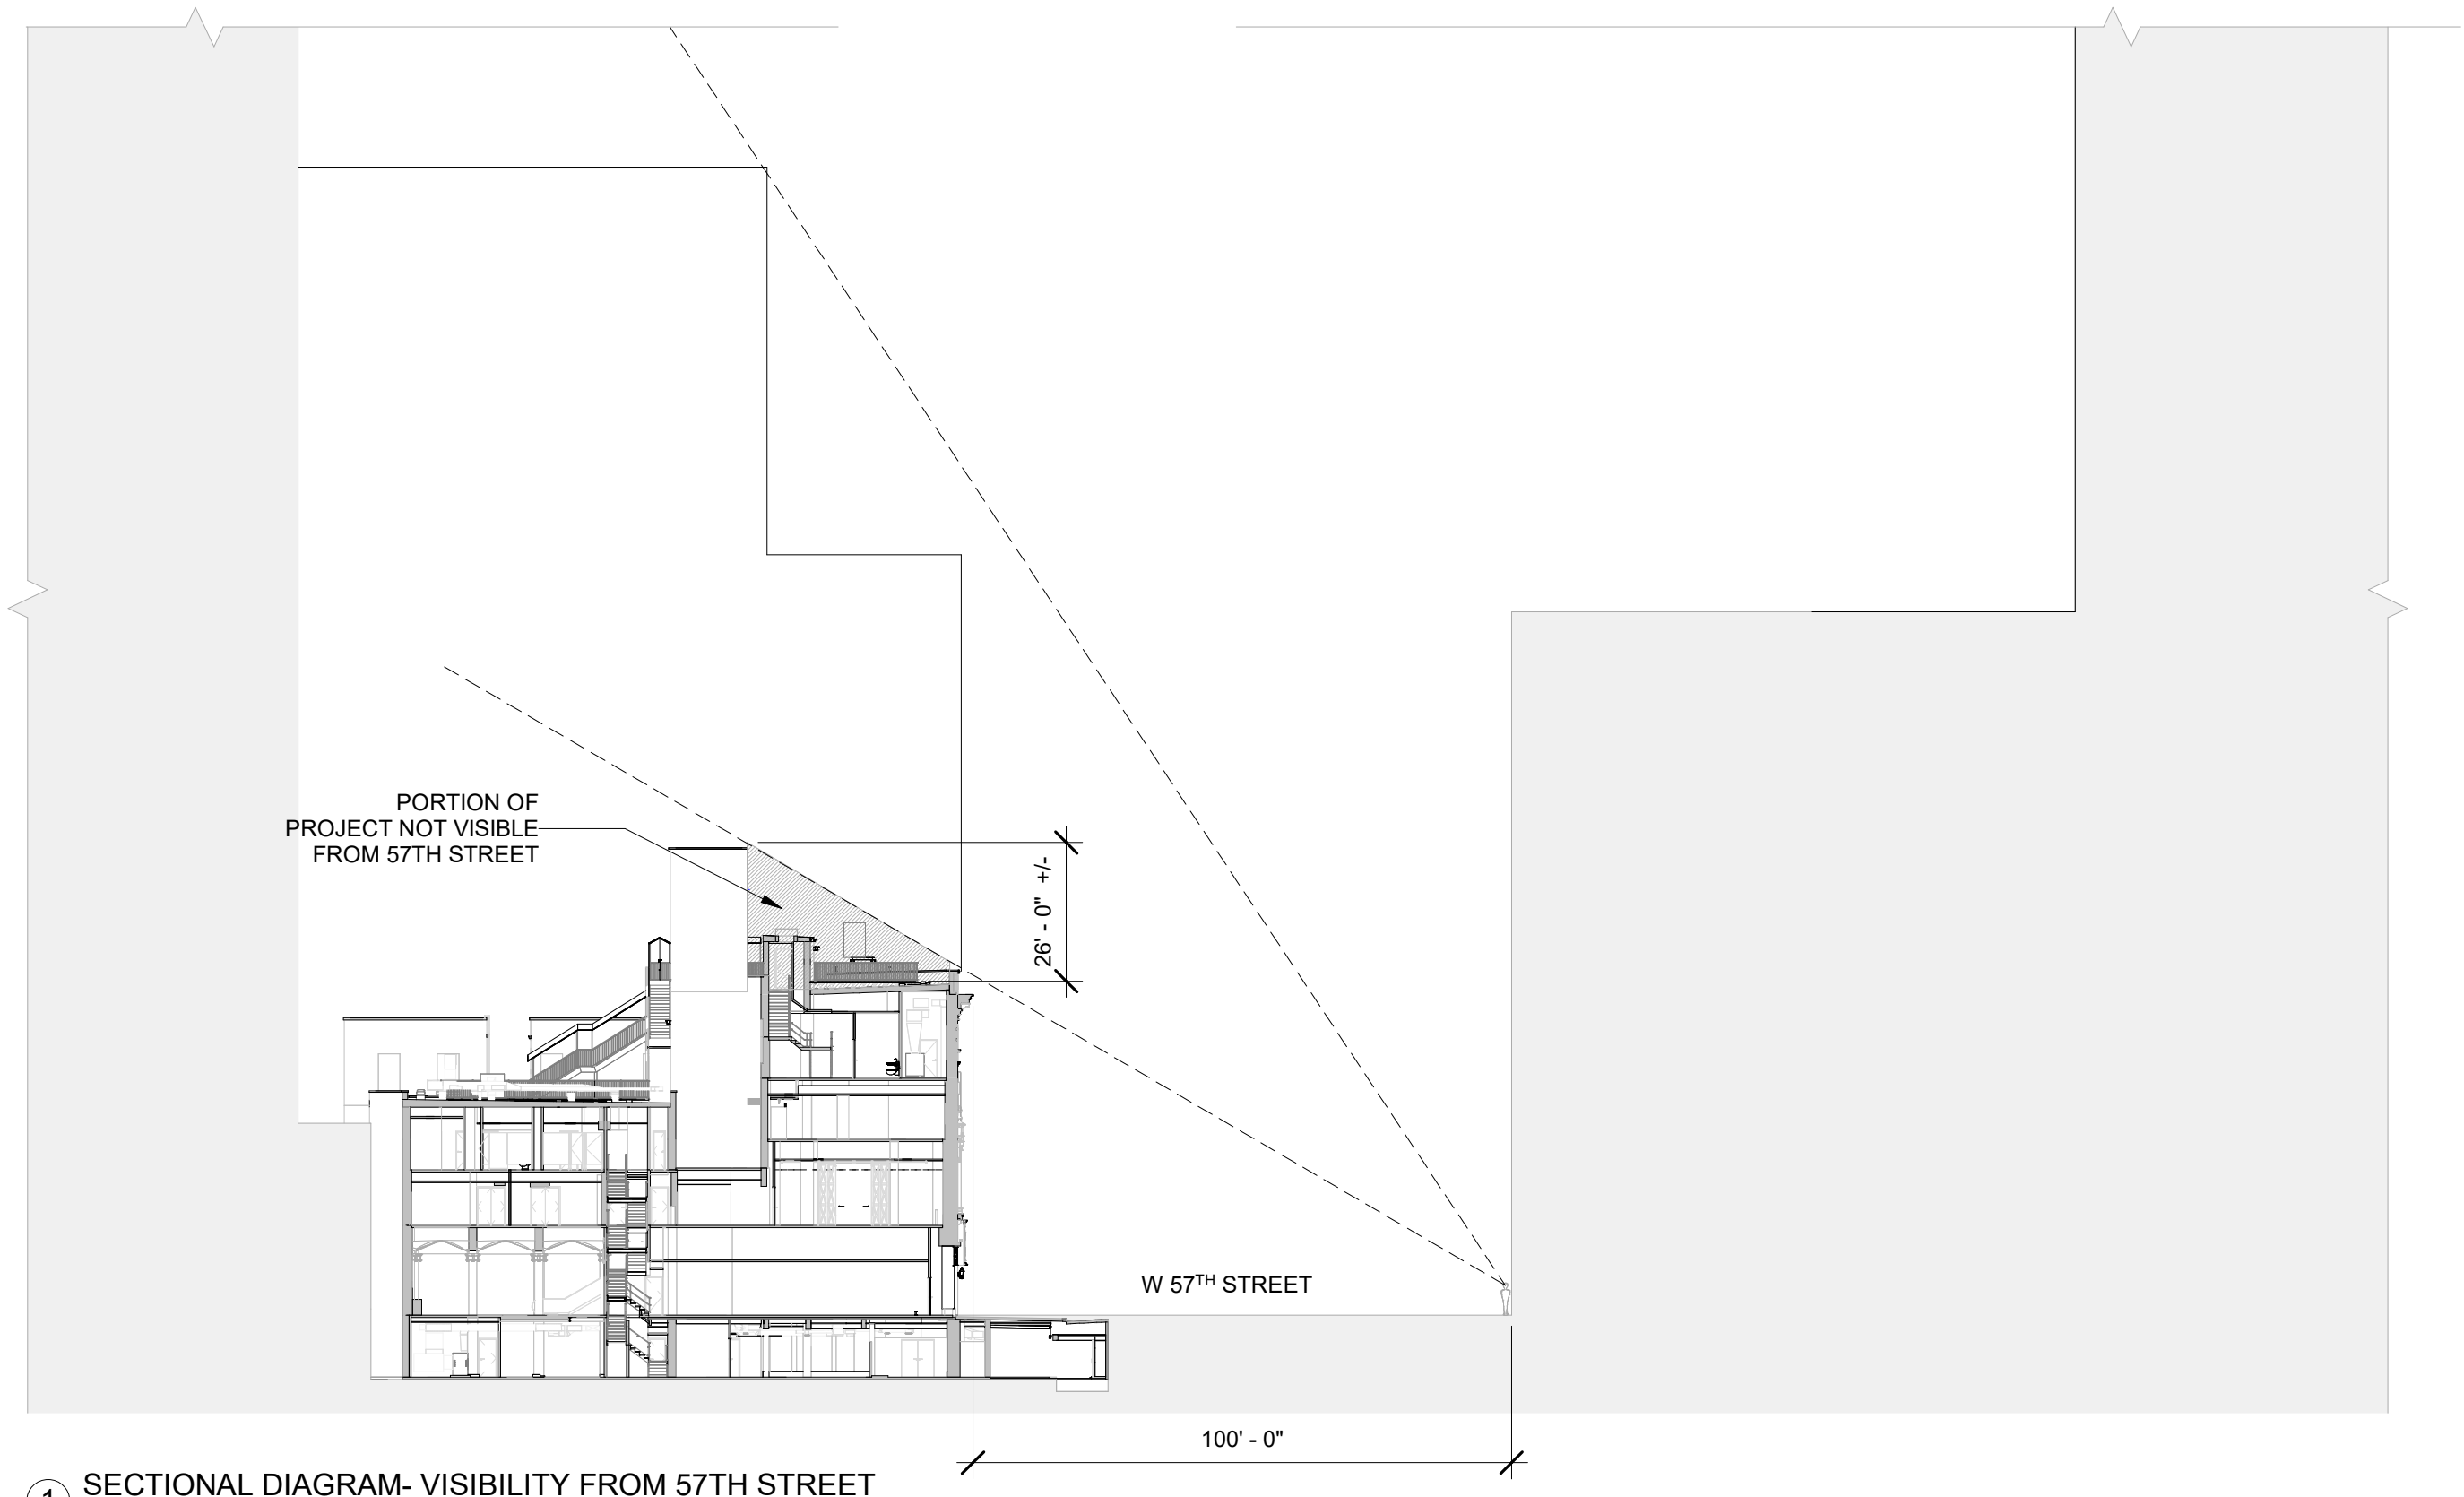 PORTION OF
PROJECT NOT VISIBLE
FROM 57TH STREET
26' - 0" +/-
W 57TH STREET
100' - 0"
1 SECTIONAL DIAGRAM- VISIBILITY FROM 57TH STREET